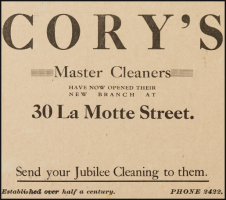 CORY'S
Master Cleaners
HAVE NOW OPENED THEIR
NEW BRANCH AT
30 La Motte Street.
Send your Jubilee Cleaning to them.
Established over half a century. PHONE 2422.